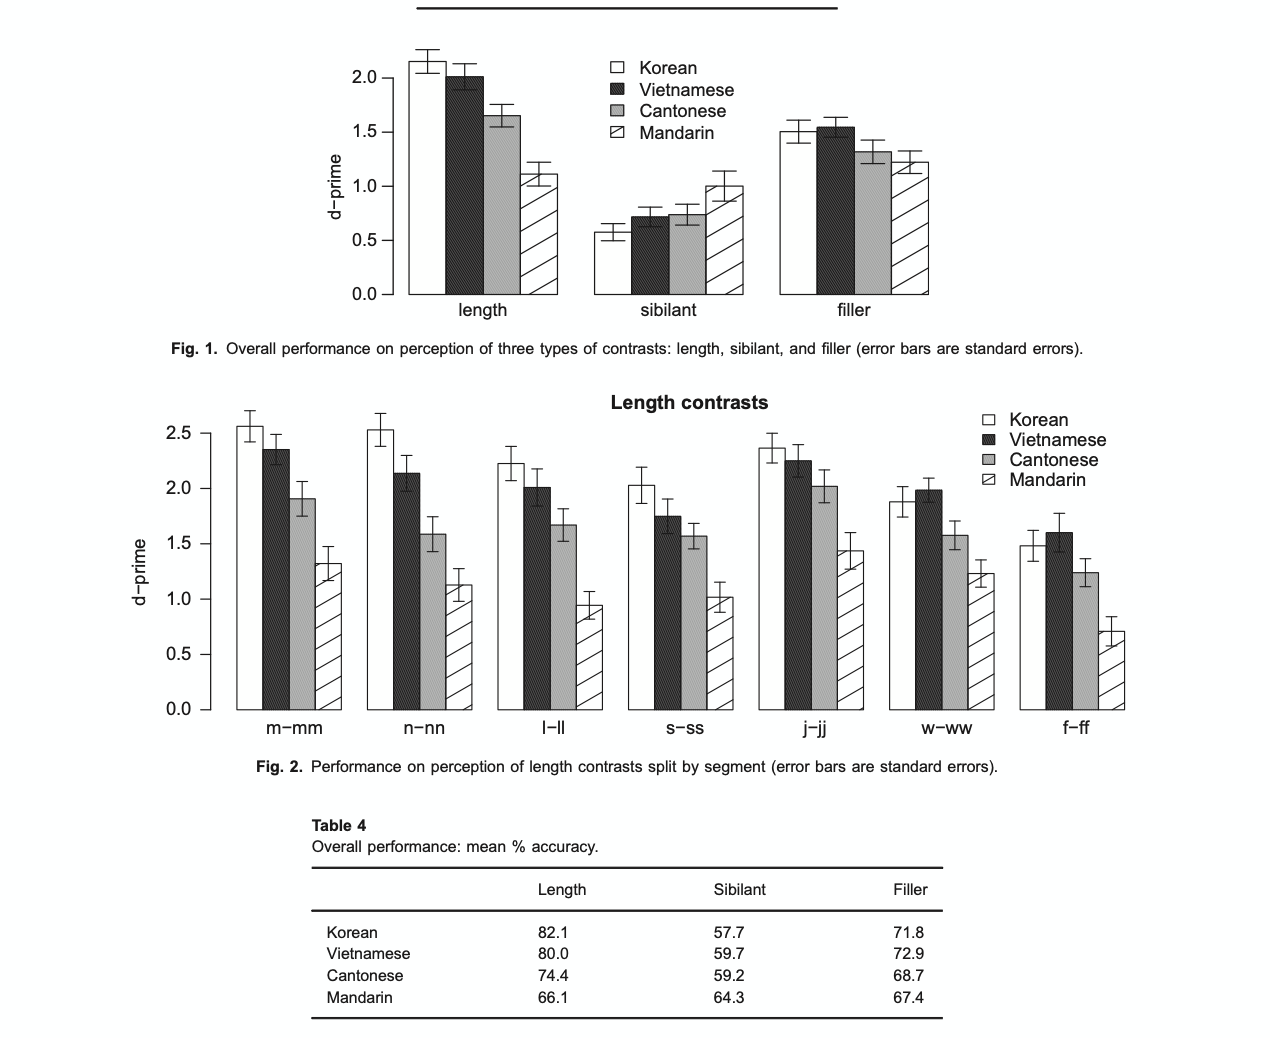 Korean
Vietnamese
Cantonese
Mandarin
d−prime
2.0
1.5
1.0
0.5
0.0
length sibilant filler
Fig. 1. Overall performance on perception of three types of contrasts: length, sibilant, and filler (error bars are standard errors).
Length contrasts
Korean
Vietnamese
Cantonese
Mandarin
d−prime
2.5
2.0
1.5
1.0
0.5
0.0
m−mm n−nn l−ll s−ss j−jj w−ww f−ff
Fig. 2. Performance on perception of length contrasts split by segment (error bars are standard errors).
Table 4
Overall performance: mean % accuracy.
Length Sibilant Filler
Korean 82.1 57.7 71.8
Vietnamese 80.0 59.7 72.9
Cantonese 74.4 59.2 68.7
Mandarin 66.1 64.3 67.4